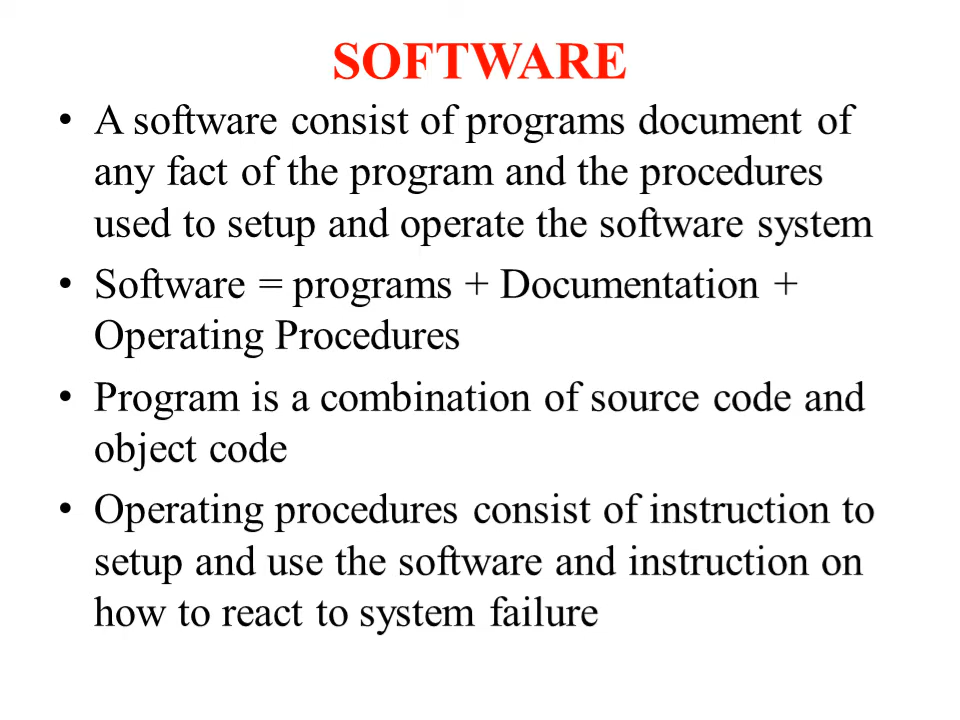 SOFTWARE
• A software consist of programs document of
any fact of the program and the procedures
used to setup and operate the software system
• Software = programs + Documentation +
Operating Procedures
• Program is a combination of source code and
object code
• Operating procedures consist of instruction to
setup and use the software and instruction on
how to react to system failure